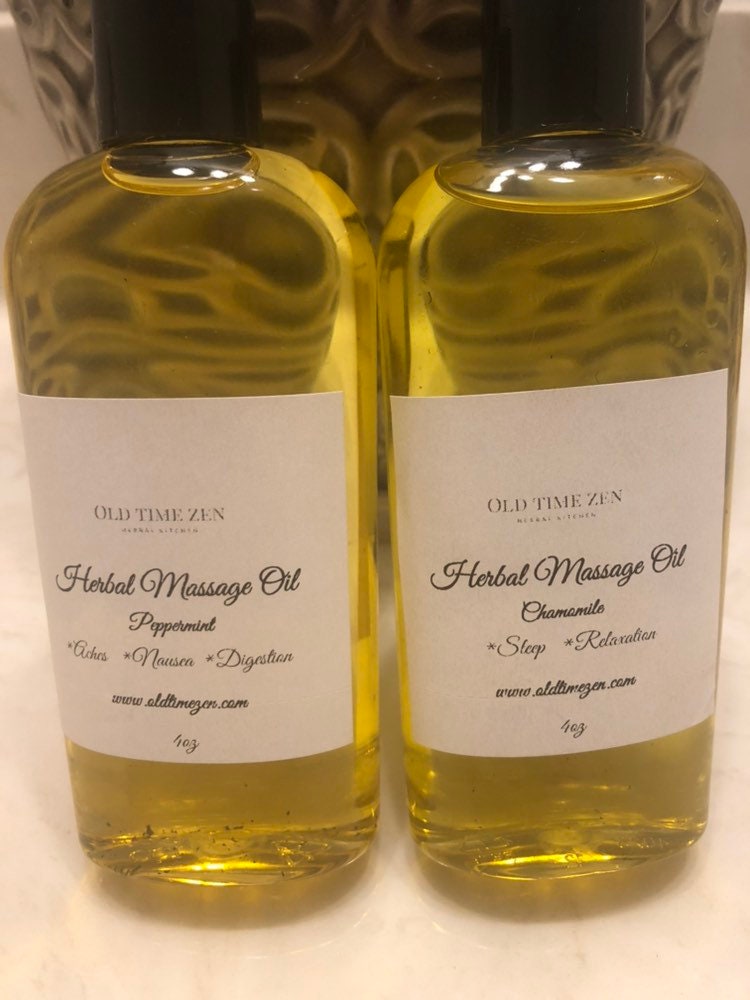 OLD TIME ZEN
HERBAL KITCHEN
Herbal Massage Oil
Peppermint
*Aches *Nausea *Digestion
www.oldtimezen.com
4oz
OLD TIME ZEN
HERBAL KITCHEN
Herbal Massage Oil
Chamomile
*Sleep *Relaxation
www.oldtimezen.com
4oz